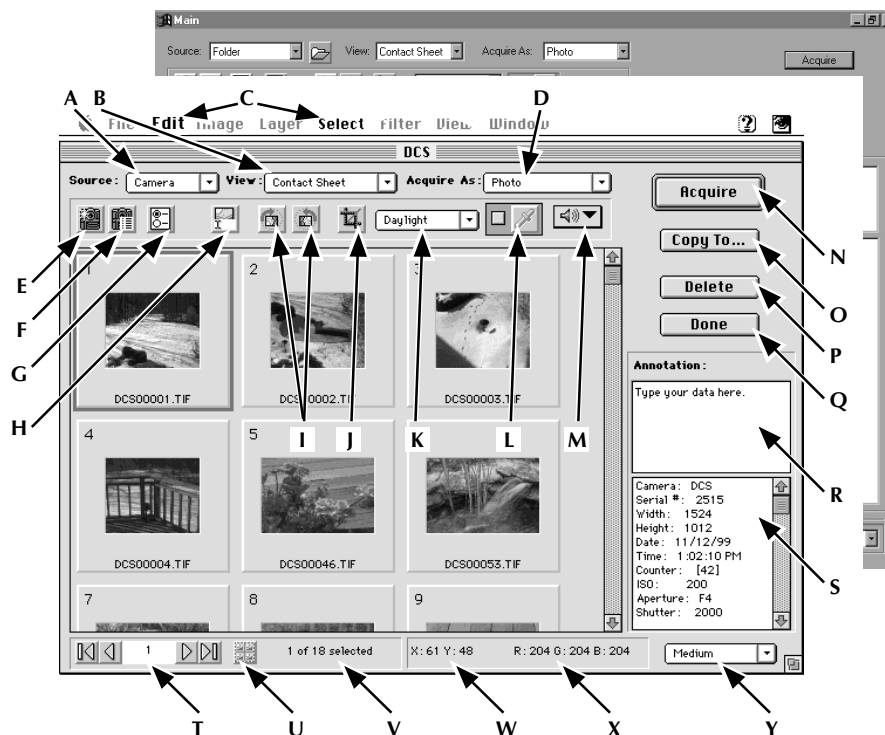 Main
Source: Folder View: Contact Sheet Acquire As: Photo
Acquire
A B C D
File Edit Image Layer Select Filter View Window
DCS
Source: Camera View: Contact Sheet Acquire As: Photo
Acquire
Daylight
Copy To...
N
E
1 2 3
Delete
O
F
Done
P
G
Annotation:
DCS00001.TIF DCS00002.TIF DCS00003.TIF
Type your data here.
Q
H I J K L M
4 5
R
Camera: DCS
Serial #: 2515
Width: 1524
Height: 1012
Date: 11/12/99
Time: 1:02:10 PM
Counter: [42]
ISO: 200
Aperture: F4
Shutter: 2000
S
DCS00004.TIF DCS00046.TIF DCS00053.TIF
7 8 9
1 1 of 18 selected X: 61 Y: 48 R: 204 G: 204 B: 204 Medium
T U V W X Y